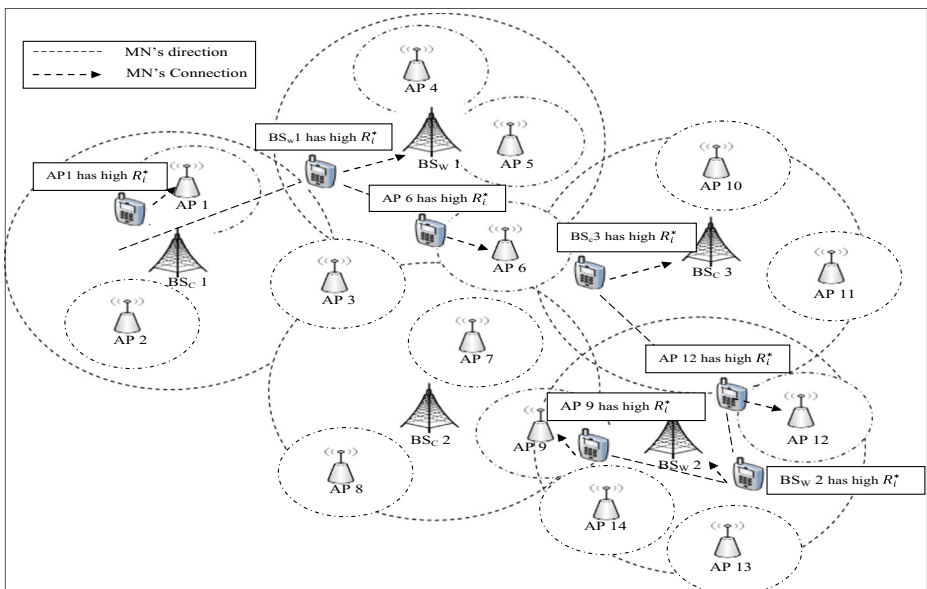 MN's direction
MN's Connection
AP 4
BSw1 has high R*i
BSW 1
AP 5
AP 10
AP1 has high R*i
AP 1
AP 6 has high R*i
BSc3 has high R*i
AP 6
BSC 3
BSC 1
AP 3
AP 11
AP 2
AP 7
AP 12 has high R*i
AP 9 has high R*i
BSC 2
AP 9
AP 12
BSW 2
BSW 2 has high R*i
AP 8
AP 14
AP 13